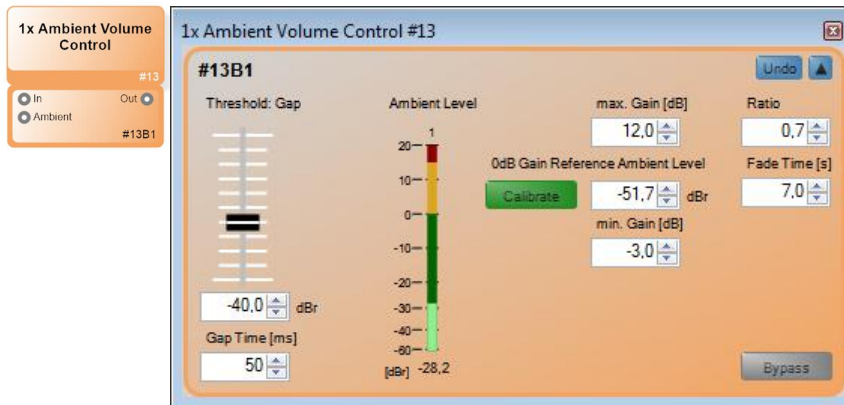 1x Ambient Volume
Control
#13
In
Out
Ambient
#13B1
1x Ambient Volume Control #13
#13B1
Undo
Threshold: Gap
Ambient Level
max. Gain [dB]
Ratio
1
12,0
0,7
20
0dB Gain Reference Ambient Level
Fade Time [s]
10
Calibrate
-51,7
dBr
7,0
0
min. Gain [dB]
-3,0
-10
-20
-40,0
dBr
-30
Gap Time [ms]
-40
-60
50
[dBr]
-28,2
Bypass